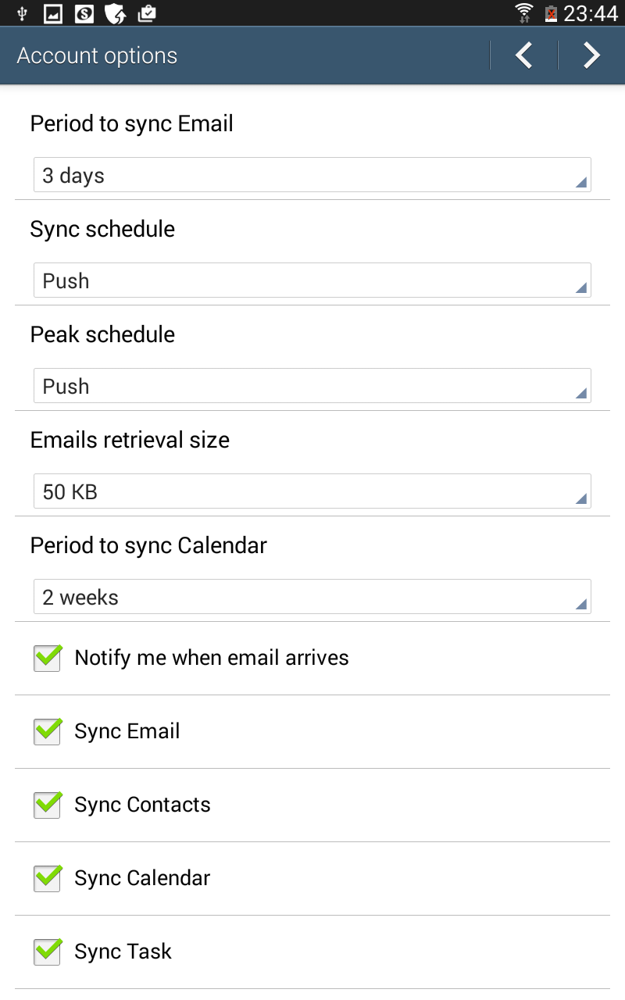 23:44
Account options
Period to sync Email
3 days
Sync schedule
Push
Peak schedule
Push
Emails retrieval size
50 KB
Period to sync Calendar
2 weeks
Notify me when email arrives
Sync Email
Sync Contacts
Sync Calendar
Sync Task